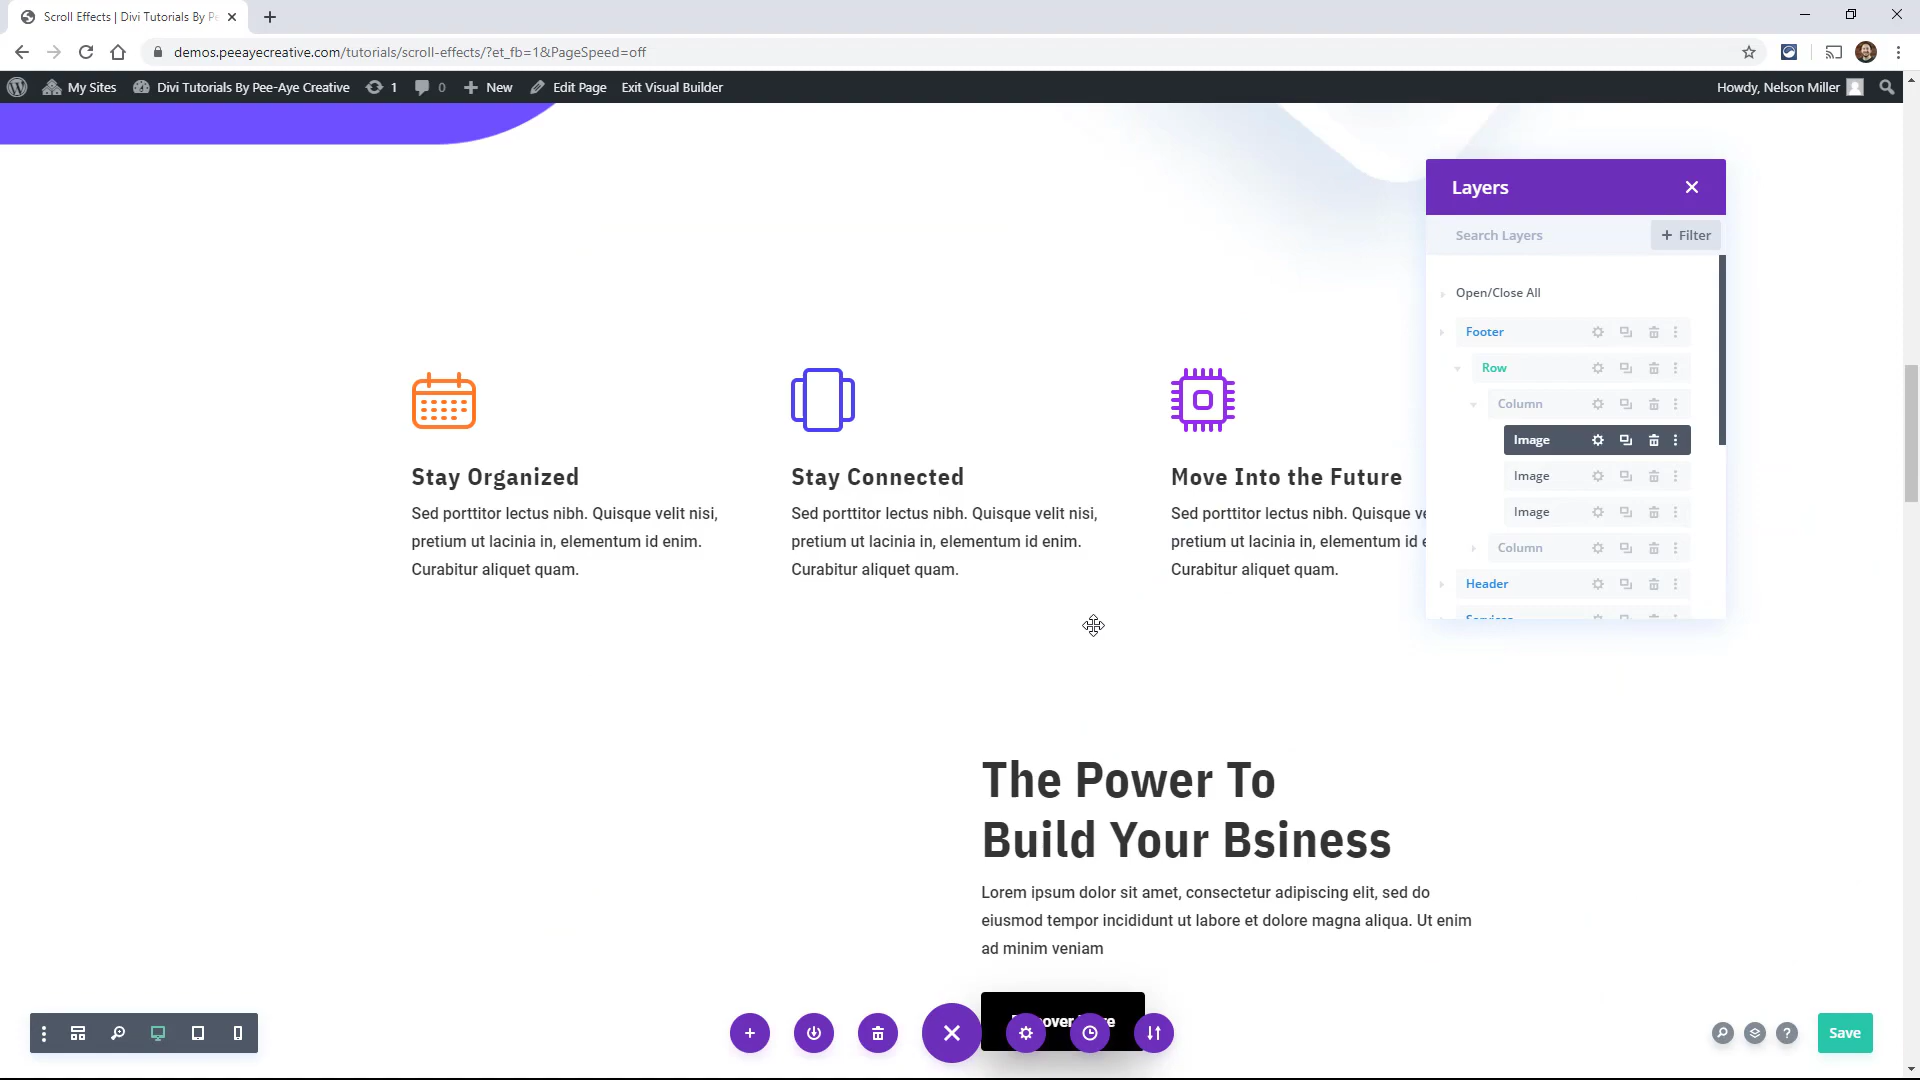 Scroll Effects | Divi Tutorials By Pe
demos.peeayecreative.com/tutorials/scroll-effects/?et_fb=1&PageSpeed=off
My Sites
Divi Tutorials By Pee-Aye Creative
1
0
New
Edit Page
Exit Visual Builder
Howdy, Nelson Miller
Layers
Search Layers
+ Filter
Open/Close All
Footer
Row
Column
Image
Image
Image
Column
Header
Services
Stay Organized
Sed porttitor lectus nibh. Quisque velit nisi,
pretium ut lacinia in, elementum id enim.
Curabitur aliquet quam.
Stay Connected
Sed porttitor lectus nibh. Quisque velit nisi,
pretium ut lacinia in, elementum id enim.
Curabitur aliquet quam.
Move Into the Future
Sed porttitor lectus nibh. Quisque ve
pretium ut lacinia in, elementum id e
Curabitur aliquet quam.
The Power To
Build Your Bsiness
Lorem ipsum dolor sit amet, consectetur adipiscing elit, sed do
eiusmod tempor incididunt ut labore et dolore magna aliqua. Ut enim
ad minim veniam
Save